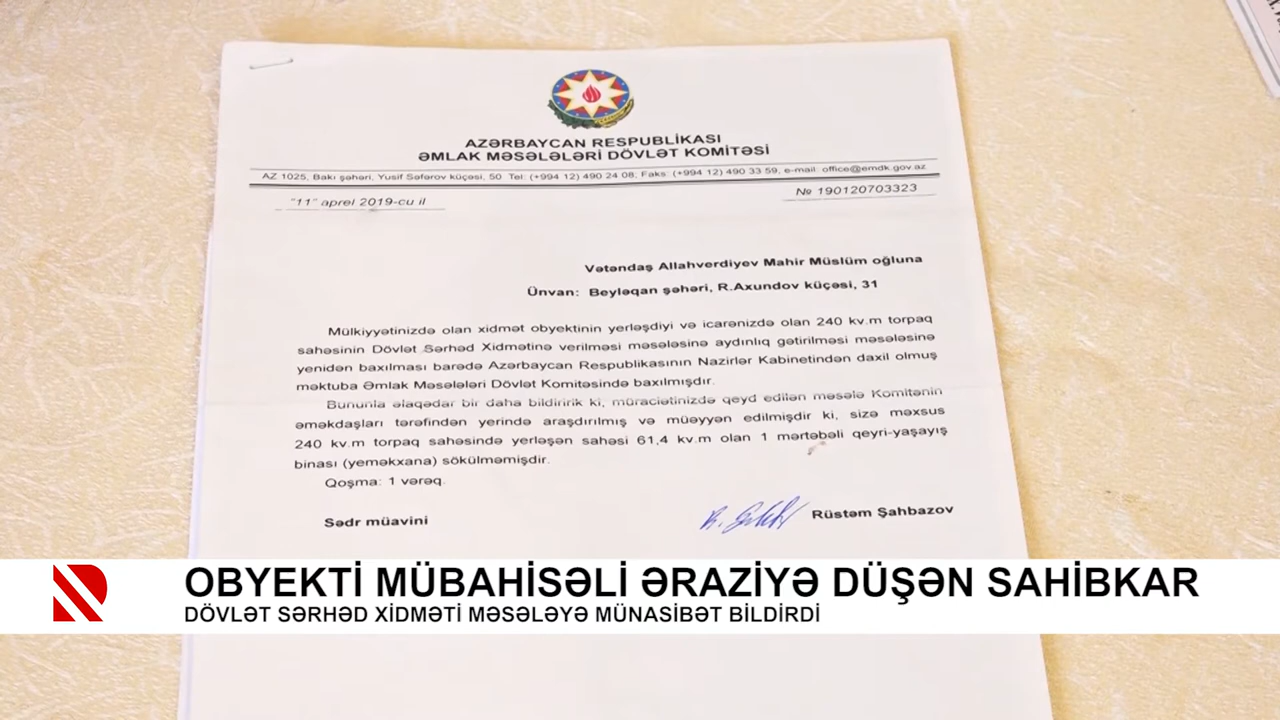 AZƏRBAYCAN RESPUBLİKASI
ƏMLAK MƏSƏLƏLƏRİ DÖVLƏT KOMİTƏSİ
AZ 1025, Bakı şəhəri, Yusif Səfərov küçəsi, 50 Tel: (+994 12) 490 24 08; Faks: (+994 12) 490 33 59, e-mail: office@emdk.gov.az
"11" aprel 2019-cu il
№ 190120703323
Vətəndaş Allahverdiyev Mahir Müslüm oğluna
Ünvan: Beyləqan şəhəri, R.Axundov küçəsi, 31
Mülkiyyətinizdə olan xidmət obyektinin yerləşdiyi və icarənizdə olan 240 kv.m torpaq
sahəsinin Dövlət Sərhəd Xidmətinə verilməsi məsələsinə aydınlıq gətirilməsi məsələsinə
yenidən baxılması barədə Azərbaycan Respublikasının Nazirlər Kabinetindən daxil olmuş
məktuba Əmlak Məsələləri Dövlət Komitəsində baxılmışdır.
Bununla əlaqədar bir daha bildiririk ki, müraciətinizdə qeyd edilən məsələ Komitənin
əməkdaşları tərəfindən yerində araşdırılmış və müəyyən edilmişdir ki, sizə məxsus
240 kv.m torpaq sahəsində yerləşən sahəsi 61,4 kv.m olan 1 mərtəbəli qeyri-yaşayış
binası (yeməkxana) sökülməmişdir.
Qoşma: 1 vərəq.
Sədr müavini
Rüstəm Şahbazov
OBYEKTİ MÜBAHİSƏLİ ƏRAZİYƏ DÜŞƏN SAHİBKAR
DÖVLƏT SƏRHƏD XİDMƏTİ MƏSƏLƏYƏ MÜNASİBƏT BİLDİRDİ